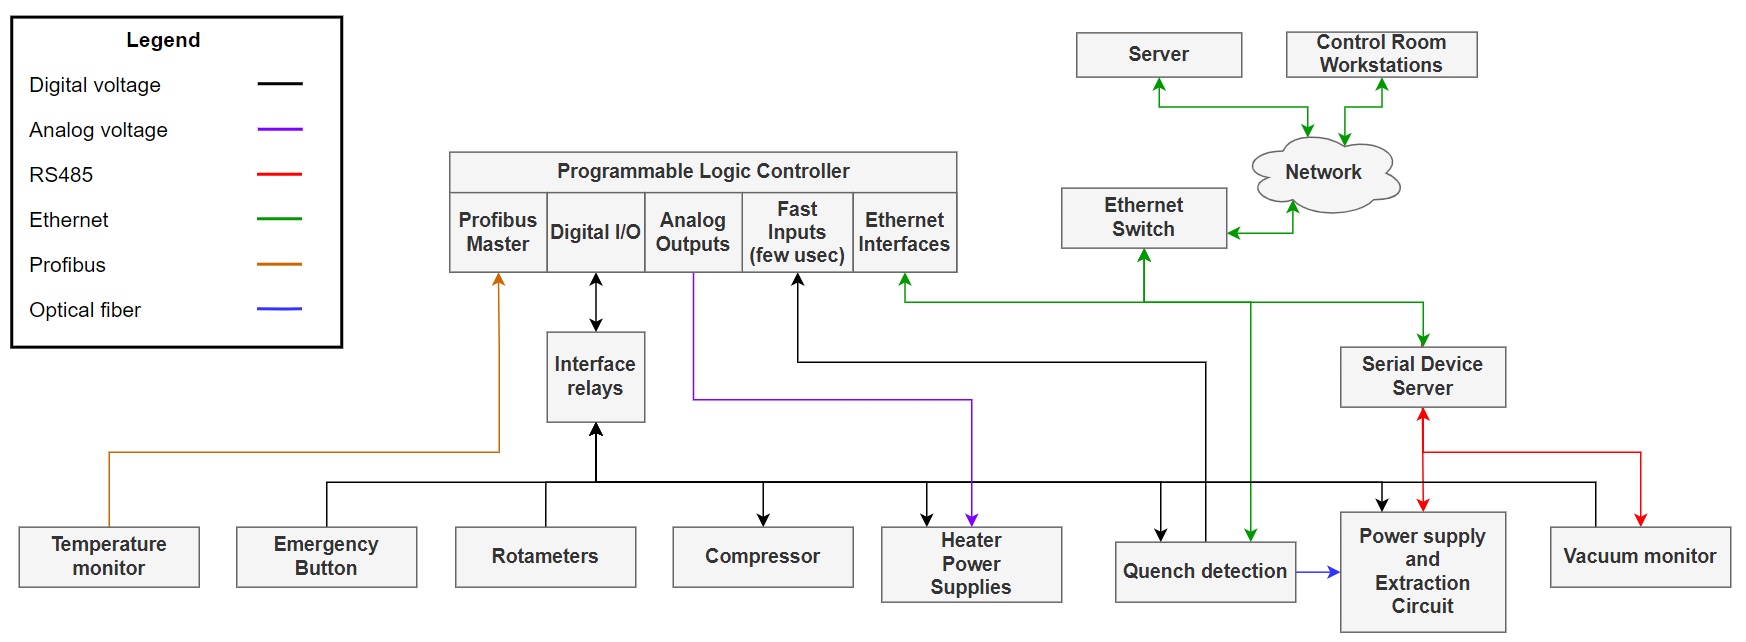 Legend
Digital voltage
Analog voltage
RS485
Ethernet
Profibus
Optical fiber
Server
Control Room
Workstations
Network
Ethernet
Switch
Programmable Logic Controller
Profibus
Master
Digital I/O
Analog
Outputs
Fast
Inputs
(few usec)
Ethernet
Interfaces
Interface
relays
Serial Device
Server
Temperature
monitor
Emergency
Button
Rotameters
Compressor
Heater
Power
Supplies
Quench detection
Power supply
and
Extraction
Circuit
Vacuum monitor